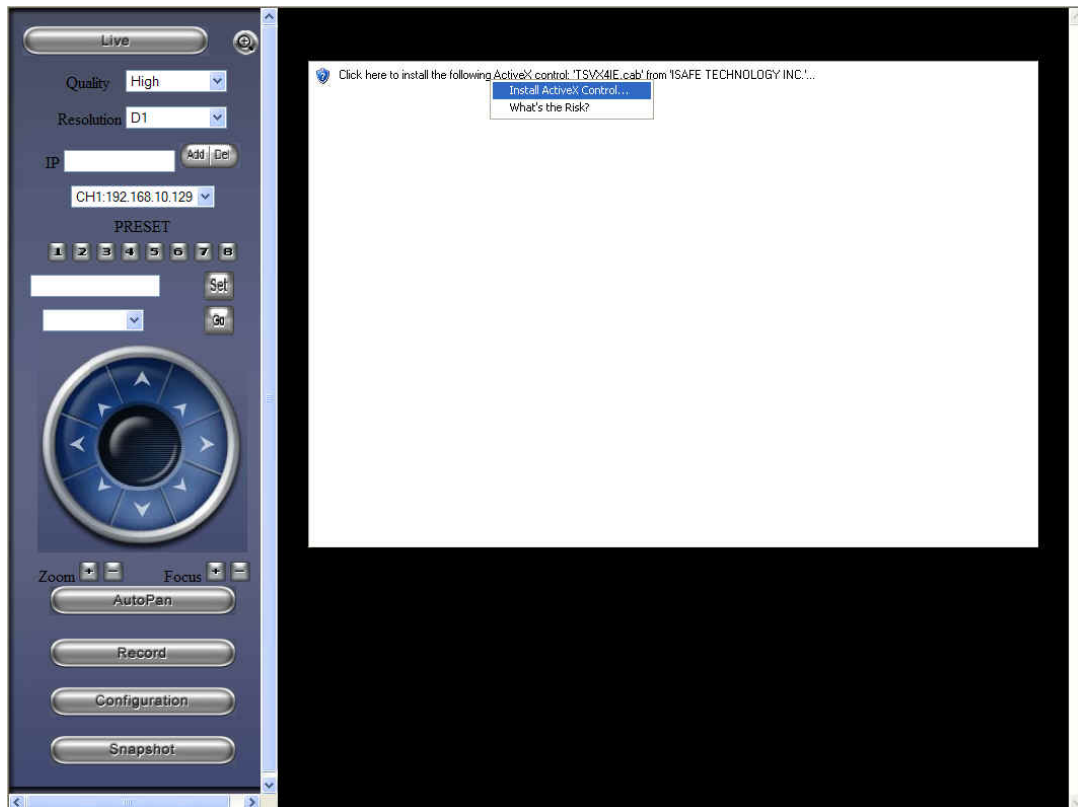 Live
Quality High
Resolution D1
IP Add Del
CH1:192.168.10.129
PRESET
1 2 3 4 5 6 7 8
Set
Go
Zoom + - Focus + -
AutoPan
Record
Configuration
Snapshot
Click here to install the following ActiveX control: 'TSVX4IE.cab' from 'ISAFE TECHNOLOGY INC.'...
Install ActiveX Control...
What's the Risk?